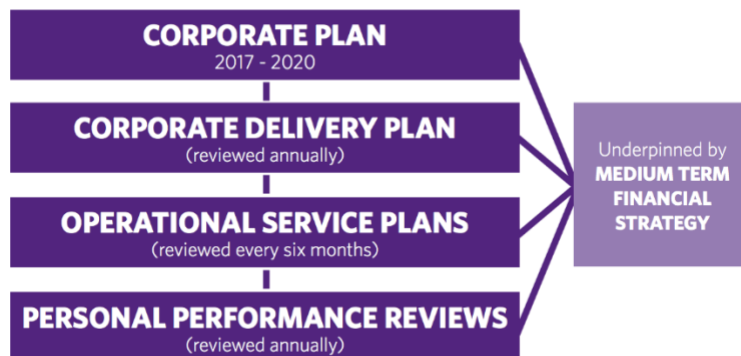 CORPORATE PLAN
2017 - 2020
CORPORATE DELIVERY PLAN
(reviewed annually)
OPERATIONAL SERVICE PLANS
(reviewed every six months)
PERSONAL PERFORMANCE REVIEWS
(reviewed annually)
Underpinned by
MEDIUM TERM
FINANCIAL
STRATEGY